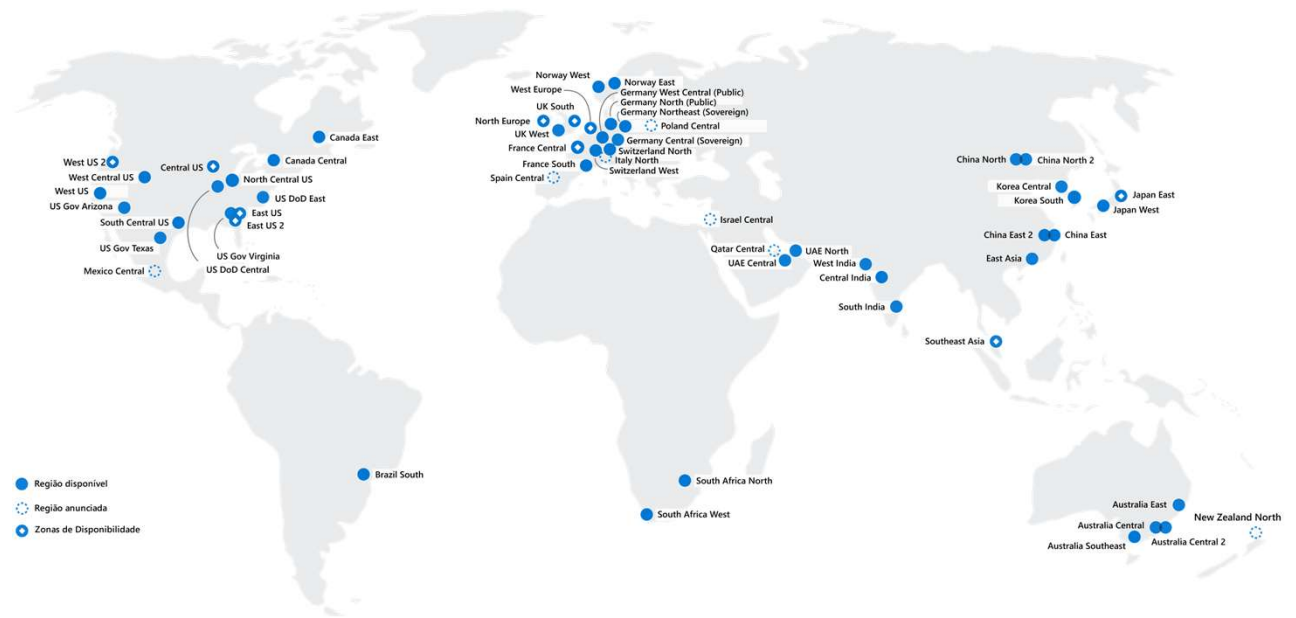 Norway West
Norway East
West Europe
Germany West Central (Public)
Germany North (Public)
UK South
Germany Northeast (Sovereign)
North Europe
Poland Central
UK West
Canada East
Germany Central (Sovereign)
France Central
Switzerland North
Italy North
France South
Switzerland West
Spain Central
West US 2
Central US
Canada Central
West Central US
North Central US
West US
US DoD East
US Gov Arizona
East US
South Central US
East US 2
US Gov Texas
US Gov Virginia
Mexico Central
US DoD Central
China North
China North 2
Korea Central
Japan East
Korea South
Japan West
Israel Central
China East 2
China East
Qatar Central
UAE North
UAE Central
West India
East Asia
Central India
South India
Southeast Asia
Brazil South
South Africa North
South Africa West
Região disponível
Região anunciada
Zonas de Disponibilidade
Australia East
New Zealand North
Australia Central
Australia Southeast
Australia Central 2